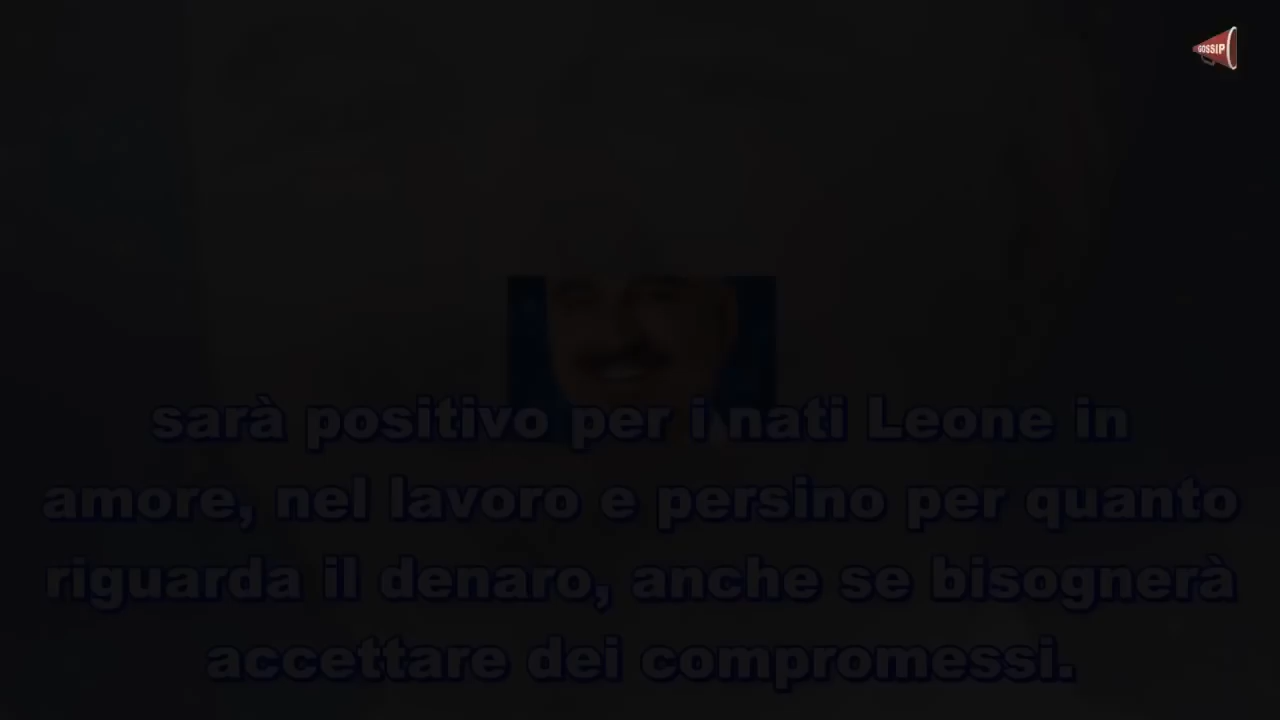 GOSSIP
sarà positivo per i nati Leone in
amore, nel lavoro e persino per quanto
riguarda il denaro, anche se bisognerà
accettare dei compromessi.